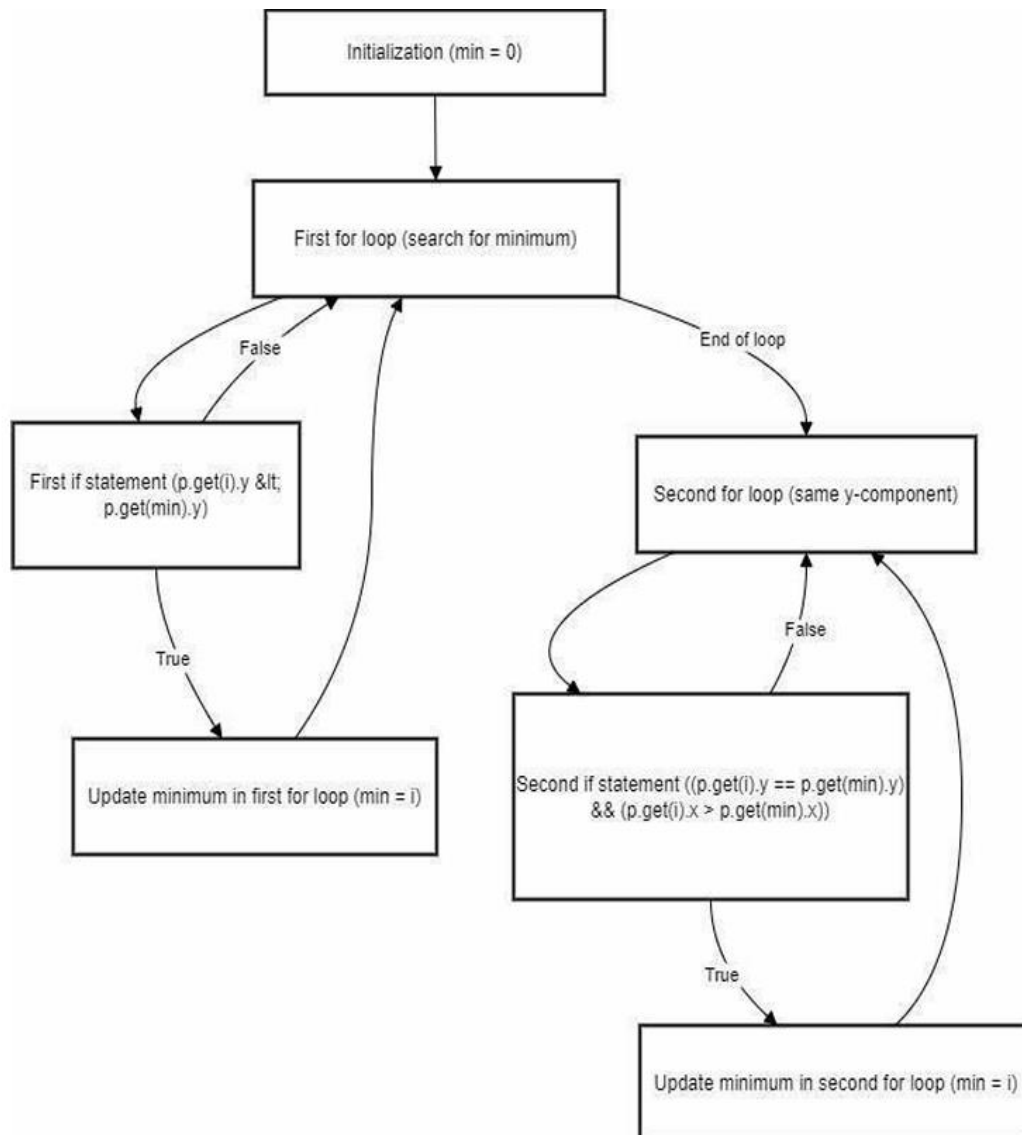 Initialization (min = 0)
First for loop (search for minimum)
False
End of loop
First if statement (p.get(i).y &lt;
p.get(min).y)
Second for loop (same y-component)
True
False
Update minimum in first for loop (min = i)
Second if statement ((p.get(i).y == p.get(min).y)
&& (p.get(i).x > p.get(min).x))
True
Update minimum in second for loop (min = i)